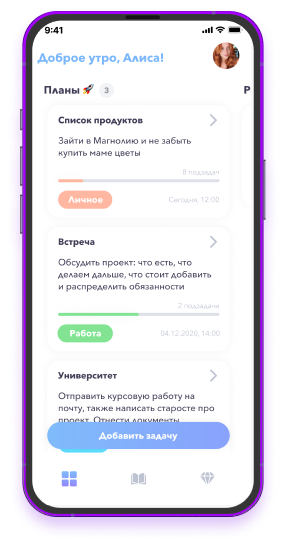 9:41
Доброе утро, Алиса!
Планы 🚀 3
Р
Список продуктов
Зайти в Магнолию и не забыть
купить маме цветы
8 подзадач
Личное
Сегодня, 12:00
Встреча
Обсудить проект: что есть, что
делаем дальше, что стоит добавить
и распределить обязанности
2 подзадачи
Работа
04.12.2020, 14:00
Университет
Отправить курсовую работу на
почту, также написать старосте про
проект. Отнести документы
Добавить задачу